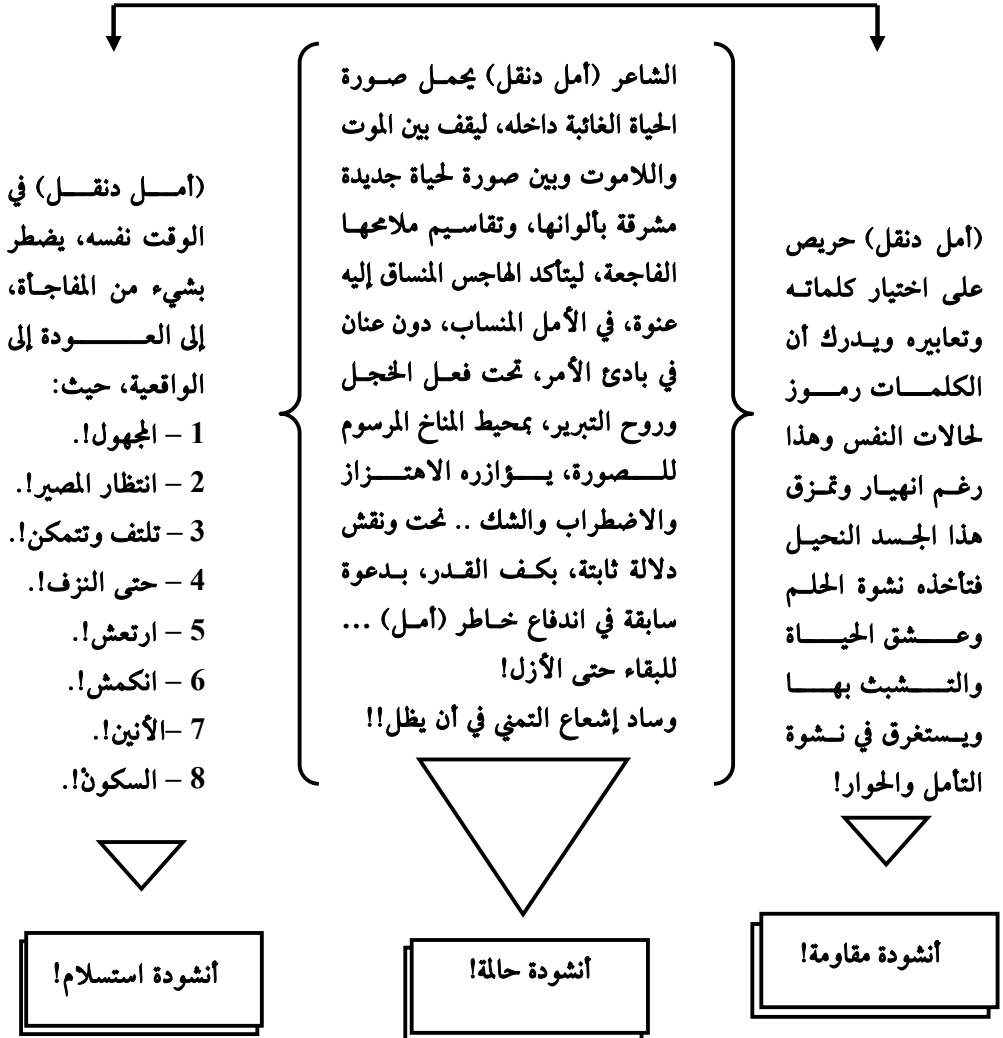 (أمل دنقل) حريص
على اختيار كلماته
وتعابيره ويدرك أن
الكلمات رموز
لحالات النفس وهذا
رغم انهيار وتمزق
هذا الجسد النحيل
فتأخذه نشوة الحلم
وعشق الحياة
والتشبث بها
ويستغرق في نشوة
التأمل والحوار!
أنشودة مقاومة!
الشاعر (أمل دنقل) يحمل صورة
الحياة الغائبة داخله، ليقف بين الموت
واللاموت وبين صورة لحياة جديدة
مشرقة بألوانها، وتقاسيم ملامحها
الفاجعة، ليتأكد الهاجس المنساق إليه
عنوة، في الأمل المنساب، دون عنان
في بادئ الأمر، تحت فعل الخجل
وروح التبرير، بمحيط المناخ المرسوم
للصورة، يؤازره الاهتزاز
والاضطراب والشك .. نحت ونقش
دلالة ثابتة، بكف القدر، بدعوة
سابقة في اندفاع خاطر (أمل) ...
للبقاء حتى الأزل!
وساد إشعاع التمني في أن يظل!!
أنشودة حالمة!
(أمل دنقل) في
الوقت نفسه، يضطر
بشيء من المفاجأة،
إلى العودة إلى
الواقعية، حيث:
1 – المجهول!.
2 – انتظار المصير!.
3 – تلتف وتتمكن!.
4 – حتى النزف!.
5 – ارتعش!.
6 – انكمش!.
7 –الأنين!.
8 – السكونْ!.
أنشودة استسلام!